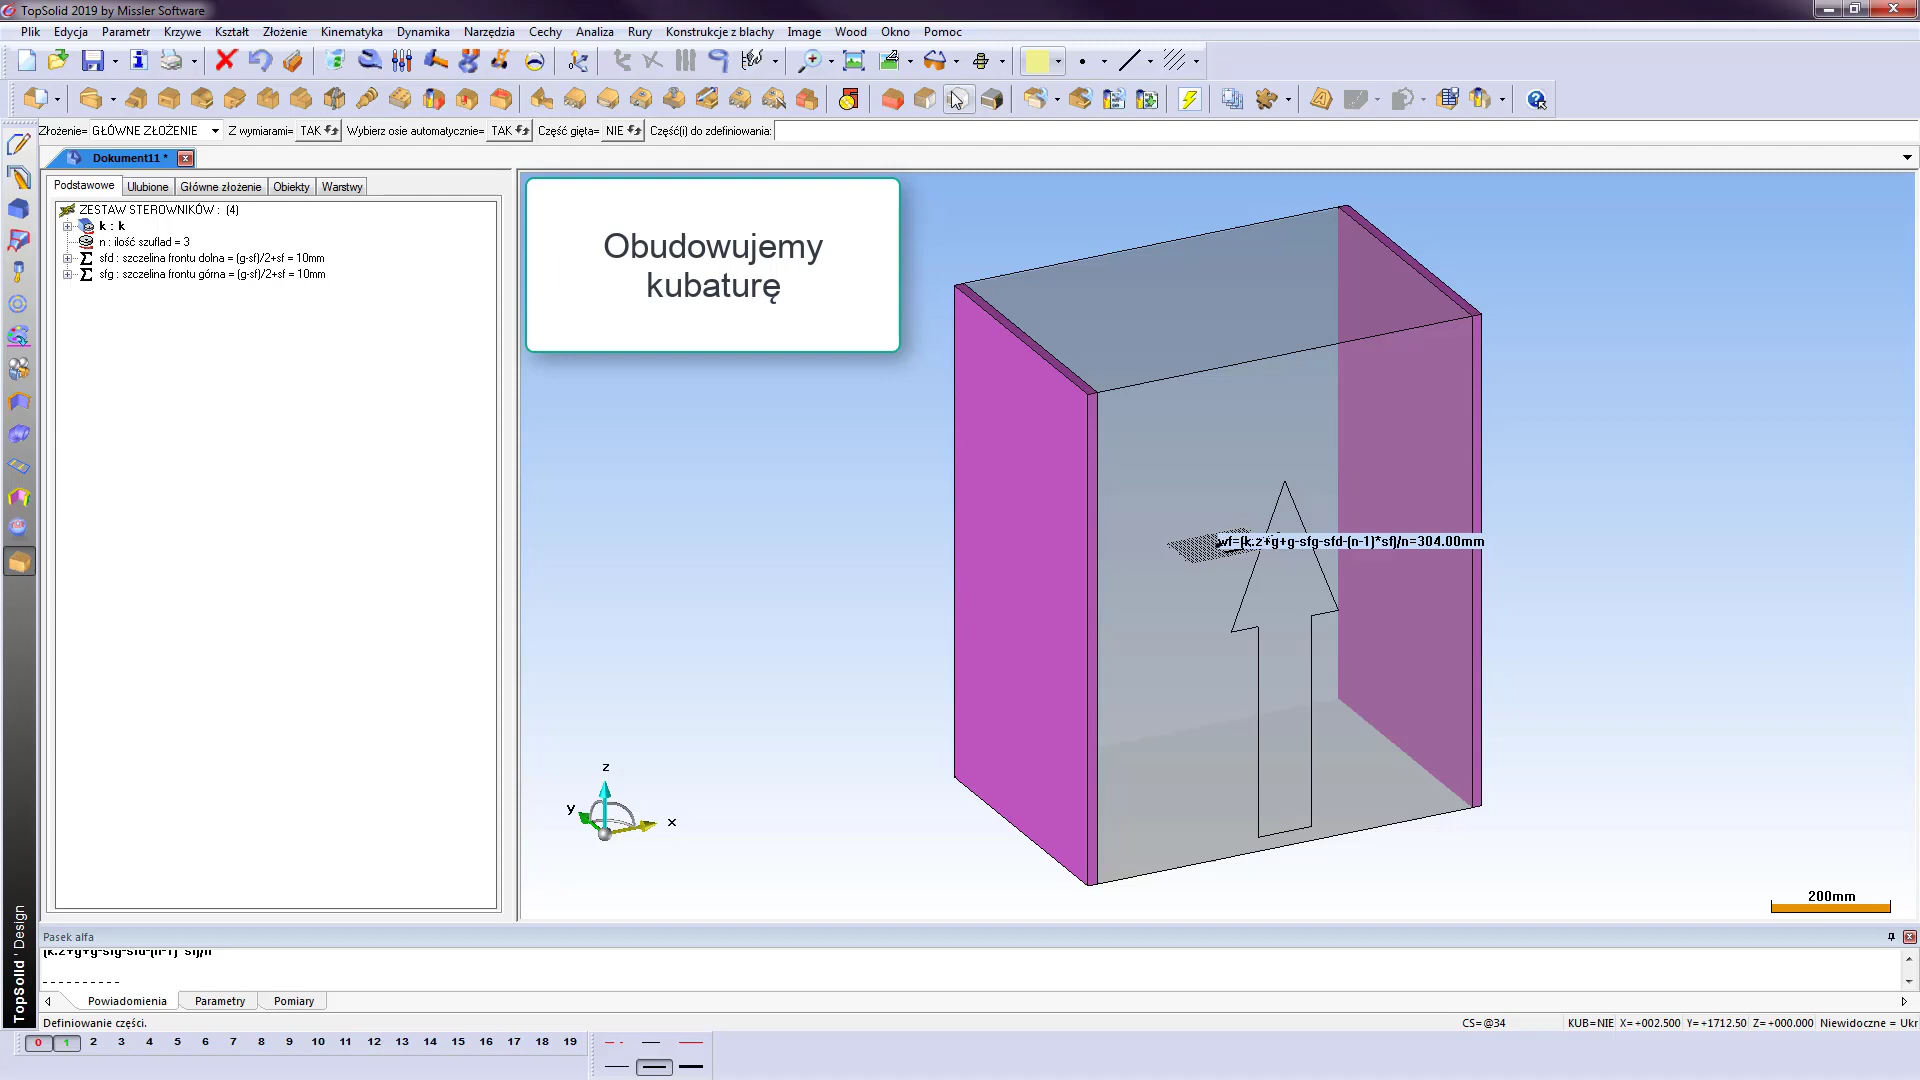 TopSolid 2019 by Missler Software
Plik Edycja Parametr Krzywe Kształt Złożenie Kinematyka Dynamika Narzędzia Cechy Analiza Rury Konstrukcje z blachy Image Wood Okno Pomoc
Złożenie= GŁÓWNE ZŁOŻENIE Z wymiarami= TAK Wybierz osie automatycznie= TAK Część gięta= NIE Część(i) do zdefiniowania:
Dokument11 *
Podstawowe Ulubione Główne złożenie Obiekty Warstwy
ZESTAW STEROWNIKÓW : (4)
k : k
n : ilość szuflad = 3
sfd : szczelina frontu dolna = (g-sf)/2+sf = 10mm
sfg : szczelina frontu górna = (g-sf)/2+sf = 10mm
Obudowujemy
kubaturę
wf=(k.z+g+g-sfg-sfd-(n-1)*sf)/n=304.00mm
z
y
x
200mm
TopSolid ' Design
Pasek alfa
(k.z+g+g-sfg-sfd-(n-1)*sf)/n
----------
Powiadomienia Parametry Pomiary
Definiowanie części. CS=@34 KUB=NIE X= +002.500 Y= +1712.50 Z= +000.000 Niewidoczne = Ukr
0 1 2 3 4 5 6 7 8 9 10 11 12 13 14 15 16 17 18 19